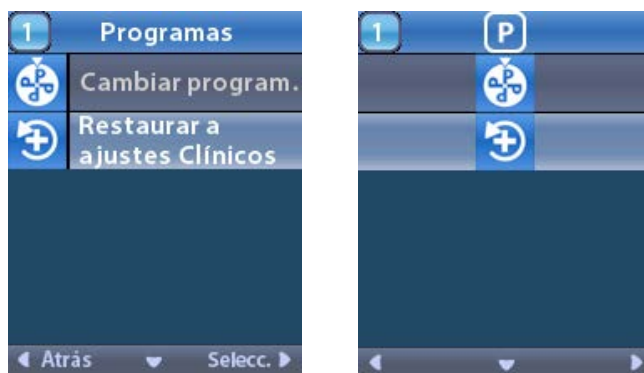 1 Programas
Cambiar program.
Restaurar a
ajustes Clínicos
Atrás Selecc.
1 P